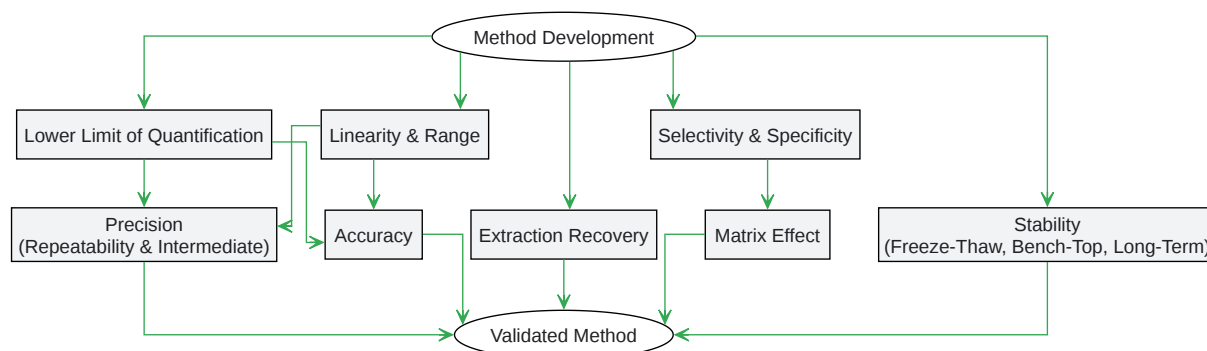 Method Development
Lower Limit of Quantification
Linearity & Range
Selectivity & Specificity
Precision
(Repeatability & Intermediate)
Accuracy
Extraction Recovery
Matrix Effect
Stability
(Freeze-Thaw, Bench-Top, Long-Term)
Validated Method